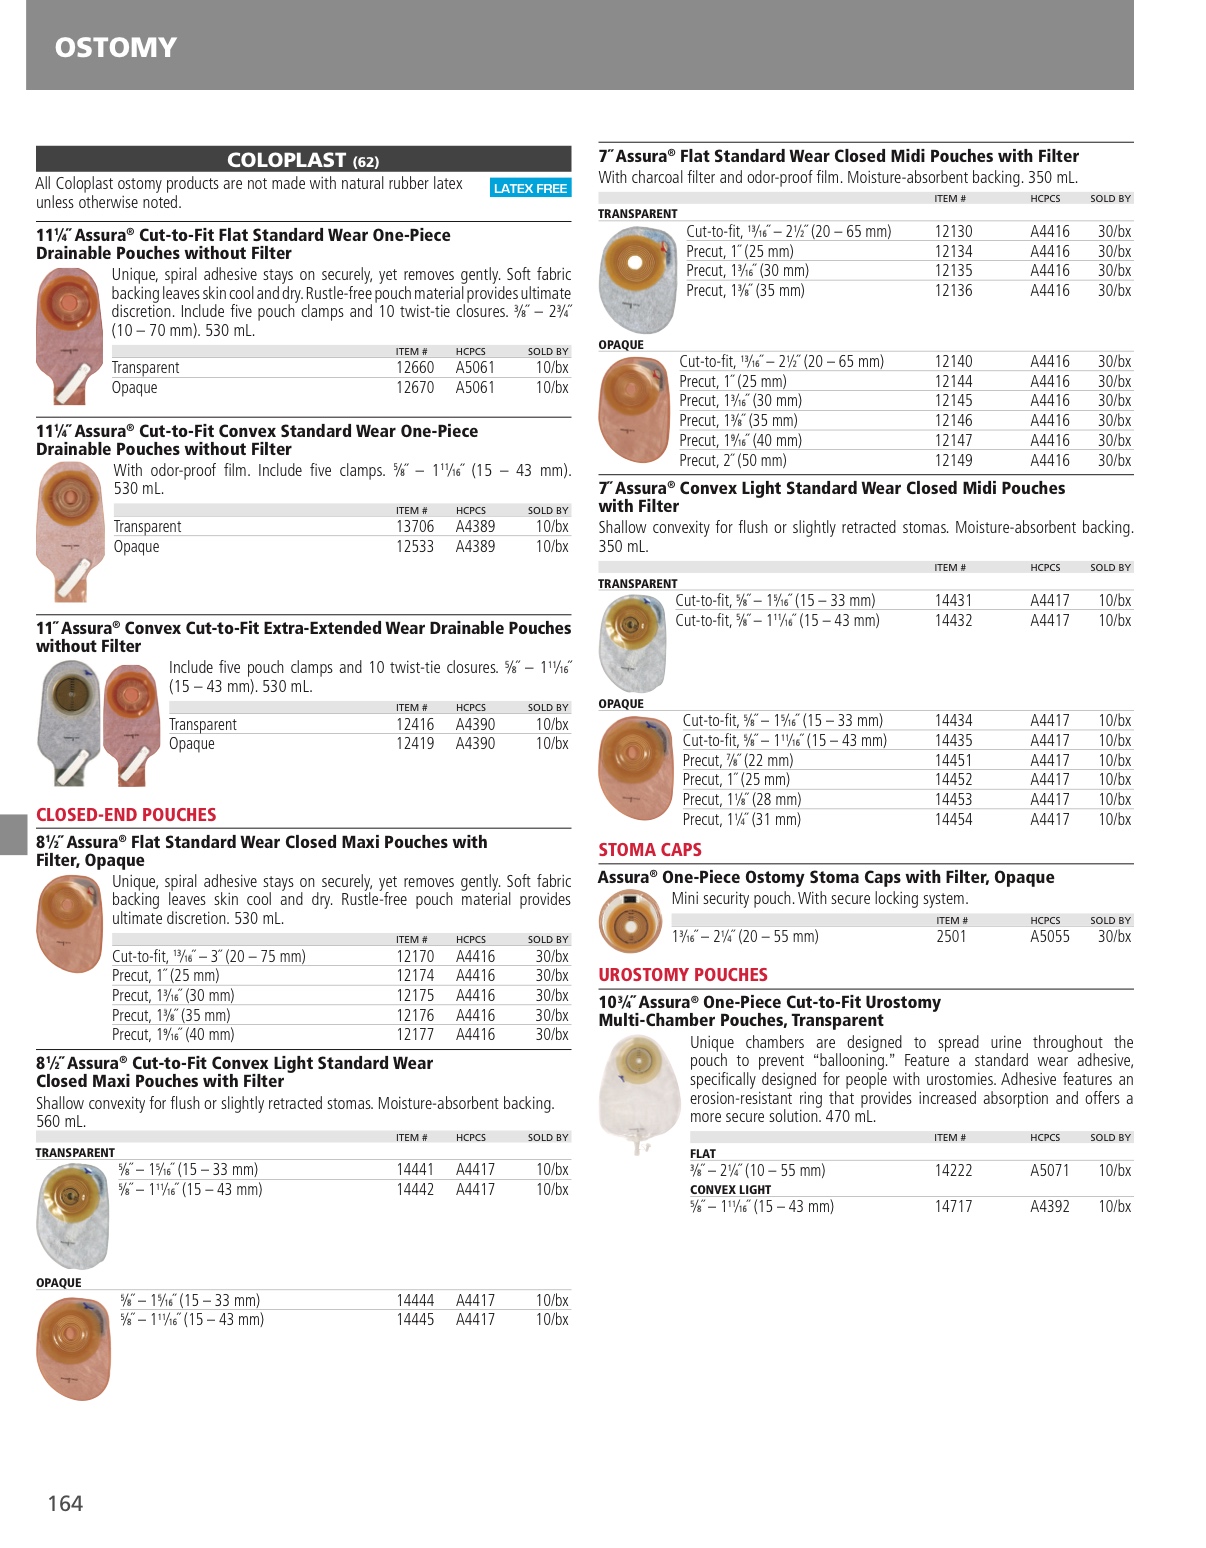 OSTOMY
COLOPLAST (62)
All Coloplast ostomy products are not made with natural rubber latex
unless otherwise noted.
LATEX FREE
11¼˝ Assura® Cut-to-Fit Flat Standard Wear One-Piece
Drainable Pouches without Filter
Unique, spiral adhesive stays on securely, yet removes gently. Soft fabric
backing leaves skin cool and dry. Rustle-free pouch material provides ultimate
discretion. Include five pouch clamps and 10 twist-tie closures. ⅜˝ – 2¾˝
(10 – 70 mm). 530 mL.
ITEM # HCPCS SOLD BY
Transparent 12660 A5061 10/bx
Opaque 12670 A5061 10/bx
11¼˝ Assura® Cut-to-Fit Convex Standard Wear One-Piece
Drainable Pouches without Filter
With odor-proof film. Include five clamps. ⅝˝ – 1¹¹⁄₁₆˝ (15 – 43 mm).
530 mL.
ITEM # HCPCS SOLD BY
Transparent 13706 A4389 10/bx
Opaque 12533 A4389 10/bx
11˝ Assura® Convex Cut-to-Fit Extra-Extended Wear Drainable Pouches
without Filter
Include five pouch clamps and 10 twist-tie closures. ⅝˝ – 1¹¹⁄₁₆˝
(15 – 43 mm). 530 mL.
ITEM # HCPCS SOLD BY
Transparent 12416 A4390 10/bx
Opaque 12419 A4390 10/bx
CLOSED-END POUCHES
8½˝ Assura® Flat Standard Wear Closed Maxi Pouches with
Filter, Opaque
Unique, spiral adhesive stays on securely, yet removes gently. Soft fabric
backing leaves skin cool and dry. Rustle-free pouch material provides
ultimate discretion. 530 mL.
ITEM # HCPCS SOLD BY
Cut-to-fit, ¹³⁄₁₆˝ – 3˝ (20 – 75 mm) 12170 A4416 30/bx
Precut, 1˝ (25 mm) 12174 A4416 30/bx
Precut, 1³⁄₁₆˝ (30 mm) 12175 A4416 30/bx
Precut, 1⅜˝ (35 mm) 12176 A4416 30/bx
Precut, 1⁹⁄₁₆˝ (40 mm) 12177 A4416 30/bx
8½˝ Assura® Cut-to-Fit Convex Light Standard Wear
Closed Maxi Pouches with Filter
Shallow convexity for flush or slightly retracted stomas. Moisture-absorbent backing.
560 mL.
ITEM # HCPCS SOLD BY
TRANSPARENT
⅝˝ – 1⁵⁄₁₆˝ (15 – 33 mm) 14441 A4417 10/bx
⅝˝ – 1¹¹⁄₁₆˝ (15 – 43 mm) 14442 A4417 10/bx
OPAQUE
⅝˝ – 1⁵⁄₁₆˝ (15 – 33 mm) 14444 A4417 10/bx
⅝˝ – 1¹¹⁄₁₆˝ (15 – 43 mm) 14445 A4417 10/bx
7˝ Assura® Flat Standard Wear Closed Midi Pouches with Filter
With charcoal filter and odor-proof film. Moisture-absorbent backing. 350 mL.
ITEM # HCPCS SOLD BY
TRANSPARENT
Cut-to-fit, ¹³⁄₁₆˝ – 2½˝ (20 – 65 mm) 12130 A4416 30/bx
Precut, 1˝ (25 mm) 12134 A4416 30/bx
Precut, 1³⁄₁₆˝ (30 mm) 12135 A4416 30/bx
Precut, 1⅜˝ (35 mm) 12136 A4416 30/bx
OPAQUE
Cut-to-fit, ¹³⁄₁₆˝ – 2½˝ (20 – 65 mm) 12140 A4416 30/bx
Precut, 1˝ (25 mm) 12144 A4416 30/bx
Precut, 1³⁄₁₆˝ (30 mm) 12145 A4416 30/bx
Precut, 1⅜˝ (35 mm) 12146 A4416 30/bx
Precut, 1⁹⁄₁₆˝ (40 mm) 12147 A4416 30/bx
Precut, 2˝ (50 mm) 12149 A4416 30/bx
7˝ Assura® Convex Light Standard Wear Closed Midi Pouches
with Filter
Shallow convexity for flush or slightly retracted stomas. Moisture-absorbent backing.
350 mL.
ITEM # HCPCS SOLD BY
TRANSPARENT
Cut-to-fit, ⅝˝ – 1⁵⁄₁₆˝ (15 – 33 mm) 14431 A4417 10/bx
Cut-to-fit, ⅝˝ – 1¹¹⁄₁₆˝ (15 – 43 mm) 14432 A4417 10/bx
OPAQUE
Cut-to-fit, ⅝˝ – 1⁵⁄₁₆˝ (15 – 33 mm) 14434 A4417 10/bx
Cut-to-fit, ⅝˝ – 1¹¹⁄₁₆˝ (15 – 43 mm) 14435 A4417 10/bx
Precut, ⅞˝ (22 mm) 14451 A4417 10/bx
Precut, 1˝ (25 mm) 14452 A4417 10/bx
Precut, 1⅛˝ (28 mm) 14453 A4417 10/bx
Precut, 1¼˝ (31 mm) 14454 A4417 10/bx
STOMA CAPS
Assura® One-Piece Ostomy Stoma Caps with Filter, Opaque
Mini security pouch. With secure locking system.
ITEM # HCPCS SOLD BY
1³⁄₁₆˝ – 2¼˝ (20 – 55 mm) 2501 A5055 30/bx
UROSTOMY POUCHES
10¾˝ Assura® One-Piece Cut-to-Fit Urostomy
Multi-Chamber Pouches, Transparent
Unique chambers are designed to spread urine throughout the
pouch to prevent “ballooning.” Feature a standard wear adhesive,
specifically designed for people with urostomies. Adhesive features an
erosion-resistant ring that provides increased absorption and offers a
more secure solution. 470 mL.
ITEM # HCPCS SOLD BY
FLAT
⅜˝ – 2¼˝ (10 – 55 mm) 14222 A5071 10/bx
CONVEX LIGHT
⅝˝ – 1¹¹⁄₁₆˝ (15 – 43 mm) 14717 A4392 10/bx
164